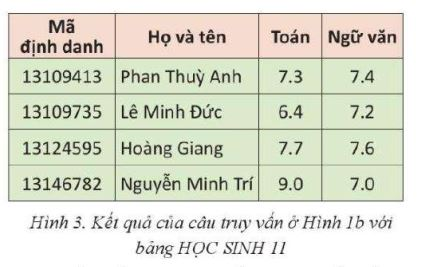 Mã định danh Họ và tên Toán Ngữ văn
13109413 Phan Thuỳ Anh 7.3 7.4
13109735 Lê Minh Đức 6.4 7.2
13124595 Hoàng Giang 7.7 7.6
13146782 Nguyễn Minh Trí 9.0 7.0
Hình 3. Kết quả của câu truy vấn ở Hình 1b với
bảng HỌC SINH 11